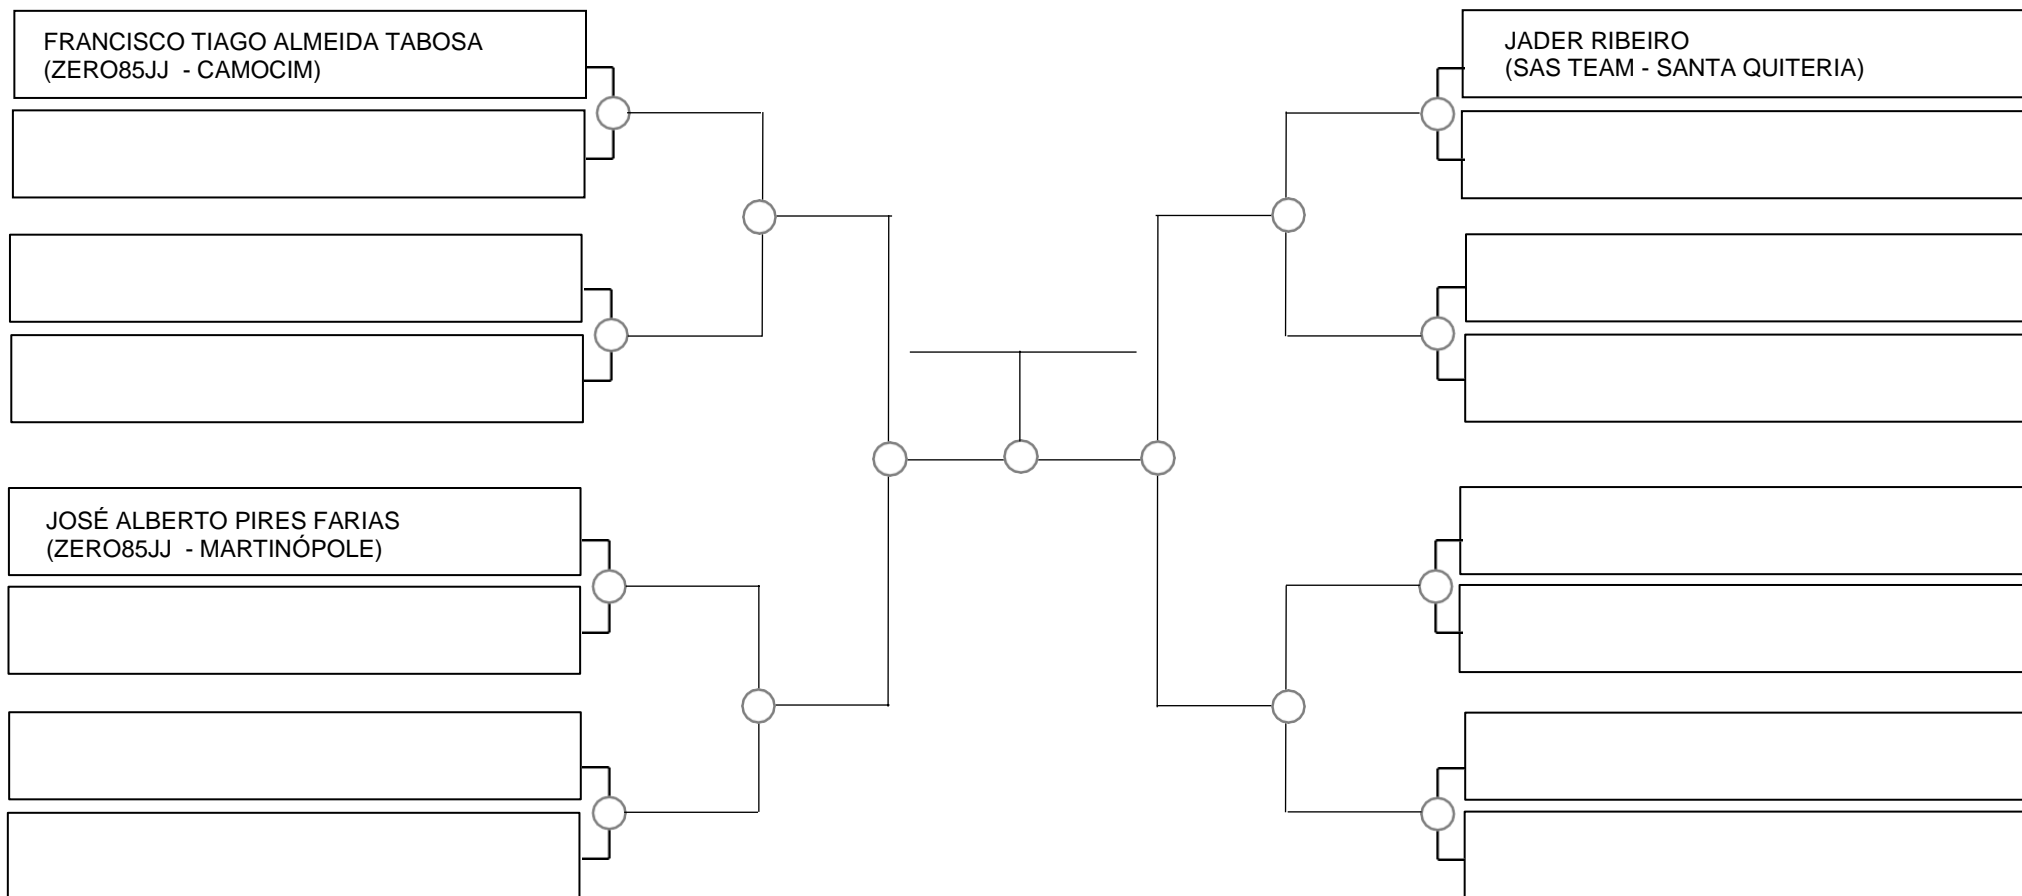 FRANCISCO TIAGO ALMEIDA TABOSA
(ZERO85JJ - CAMOCIM)
JOSÉ ALBERTO PIRES FARIAS
(ZERO85JJ - MARTINÓPOLE)
JADER RIBEIRO
(SAS TEAM - SANTA QUITERIA)